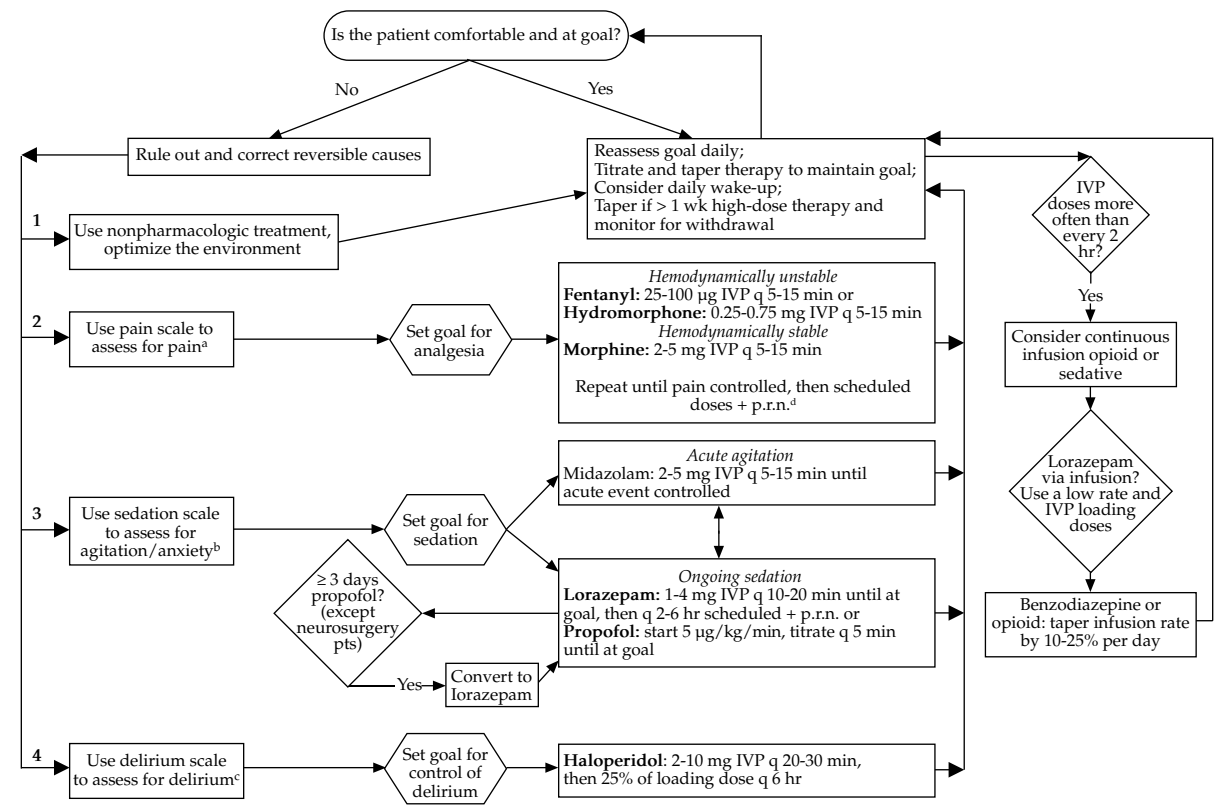 Is the patient comfortable and at goal?
No
Yes
Rule out and correct reversible causes
Reassess goal daily;
Titrate and taper therapy to maintain goal;
Consider daily wake-up;
Taper if > 1 wk high-dose therapy and
monitor for withdrawal
IVP
doses more
often than
every 2
hr?
Yes
Consider continuous
infusion opioid or
sedative
Lorazepam
via infusion?
Use a low rate and
IVP loading
doses
Benzodiazepine or
opioid: taper infusion rate
by 10-25% per day
1
Use nonpharmacologic treatment,
optimize the environment
2
Use pain scale to
assess for painᵃ
Set goal for
analgesia
Hemodynamically unstable
Fentanyl: 25-100 µg IVP q 5-15 min or
Hydromorphone: 0.25-0.75 mg IVP q 5-15 min
Hemodynamically stable
Morphine: 2-5 mg IVP q 5-15 min
Repeat until pain controlled, then scheduled
doses + p.r.n.ᵈ
3
Use sedation scale
to assess for
agitation/anxietyᵇ
Set goal for
sedation
Acute agitation
Midazolam: 2-5 mg IVP q 5-15 min until
acute event controlled
Ongoing sedation
Lorazepam: 1-4 mg IVP q 10-20 min until at
goal, then q 2-6 hr scheduled + p.r.n. or
Propofol: start 5 µg/kg/min, titrate q 5 min
until at goal
≥ 3 days
propofol?
(except
neurosurgery
pts)
Yes
Convert to
lorazepam
4
Use delirium scale
to assess for deliriumᶜ
Set goal for
control of
delirium
Haloperidol: 2-10 mg IVP q 20-30 min,
then 25% of loading dose q 6 hr